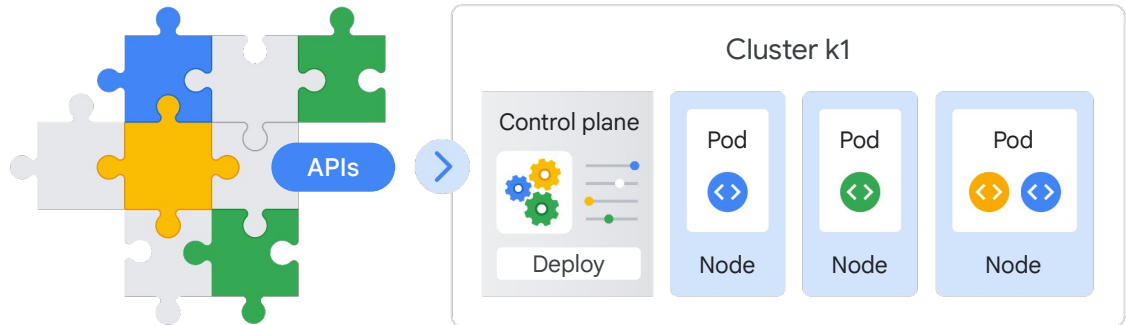 APIs
Cluster k1
Control plane
Deploy
Pod
Node
Pod
Node
Pod
Node